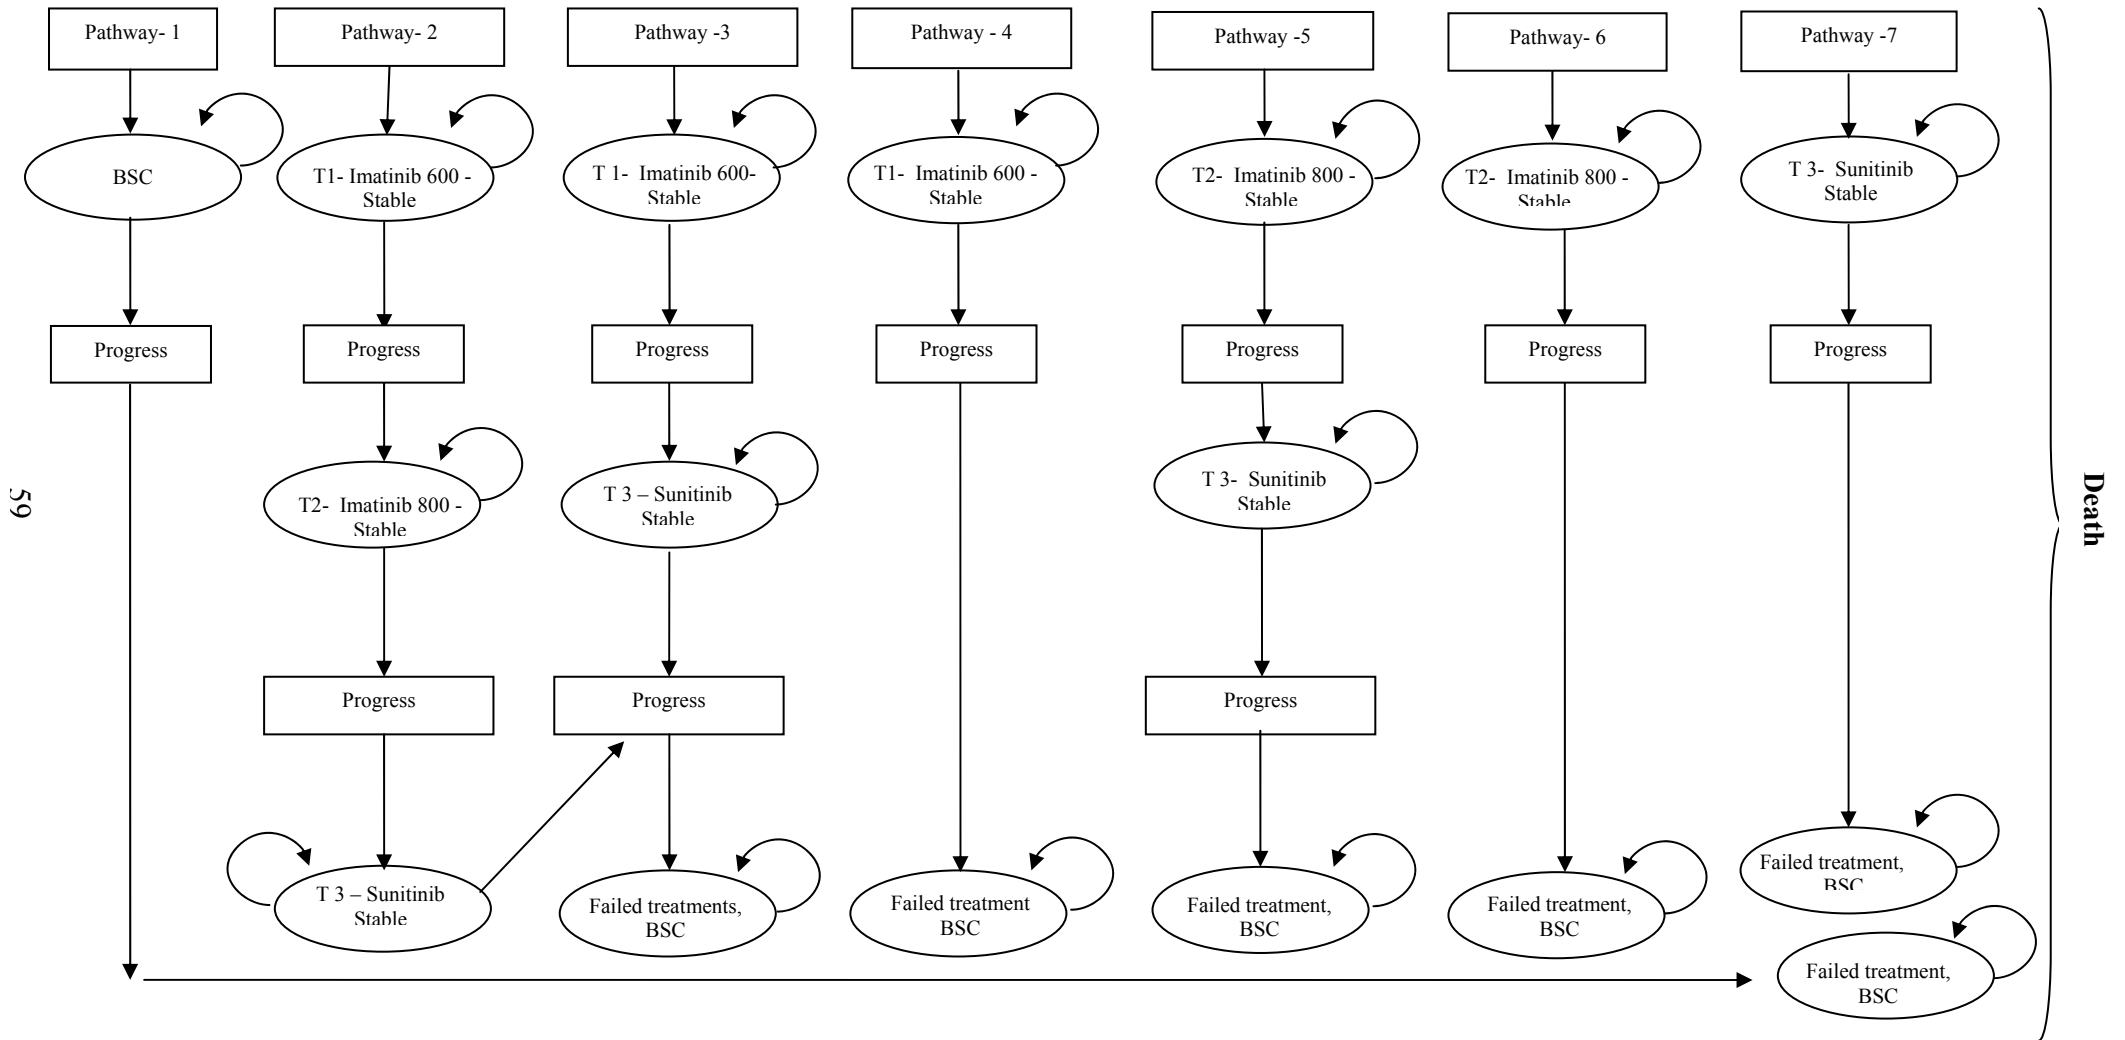 Pathway- 1
Pathway- 2
Pathway -3
Pathway - 4
Pathway -5
Pathway- 6
Pathway -7
BSC
T1- Imatinib 600 -
Stable
T 1- Imatinib 600-
Stable
T1- Imatinib 600 -
Stable
T2- Imatinib 800 -
Stable
T2- Imatinib 800 -
Stable
T 3- Sunitinib
Stable
Progress
Progress
Progress
Progress
Progress
Progress
Progress
T2- Imatinib 800 -
Stable
T 3 – Sunitinib
Stable
T 3- Sunitinib
Stable
Progress
Progress
Progress
T 3 – Sunitinib
Stable
Failed treatments,
BSC
Failed treatment
BSC
Failed treatment,
BSC
Failed treatment,
BSC
Failed treatment,
BSC
Failed treatment,
BSC
Death
59